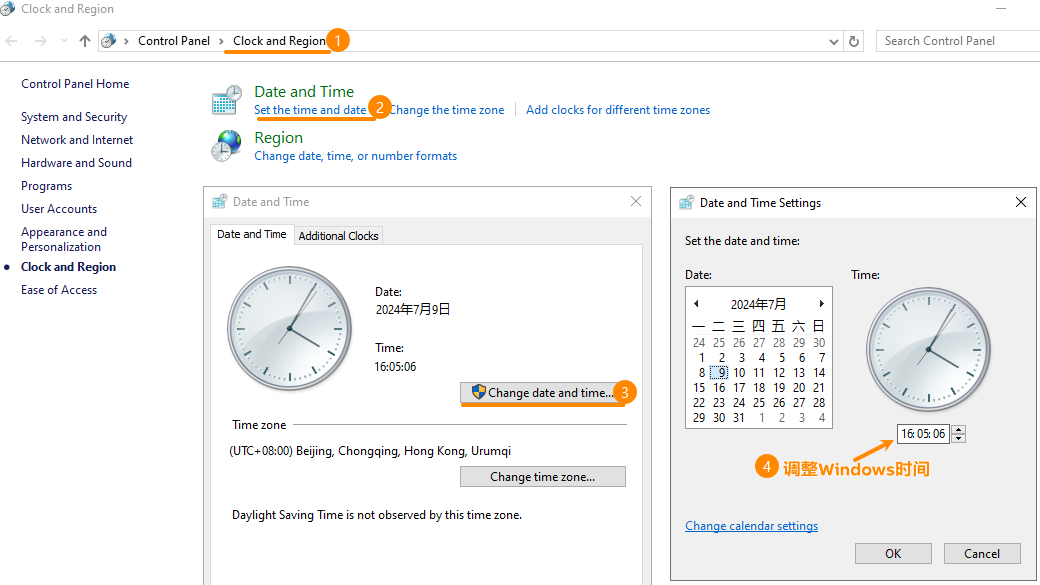 Clock and Region
Control Panel > Clock and Region 1
Search Control Panel
Control Panel Home
System and Security
Network and Internet
Hardware and Sound
Programs
User Accounts
Appearance and
Personalization
Clock and Region
Ease of Access
Date and Time
Set the time and date 2 Change the time zone | Add clocks for different time zones
Region
Change date, time, or number formats
Date and Time
Date and Time Additional Clocks
Date:
2024年7月9日
Time:
16:05:06
Change date and time... 3
Time zone
(UTC+08:00) Beijing, Chongqing, Hong Kong, Urumqi
Change time zone...
Daylight Saving Time is not observed by this time zone.
Date and Time Settings
Set the date and time:
Date:
2024年7月
一 二 三 四 五 六 日
24 25 26 27 28 29 30
1 2 3 4 5 6 7
8 9 10 11 12 13 14
15 16 17 18 19 20 21
22 23 24 25 26 27 28
29 30 31 1 2 3 4
Time:
16:05:06
4 调整Windows时间
Change calendar settings
OK Cancel